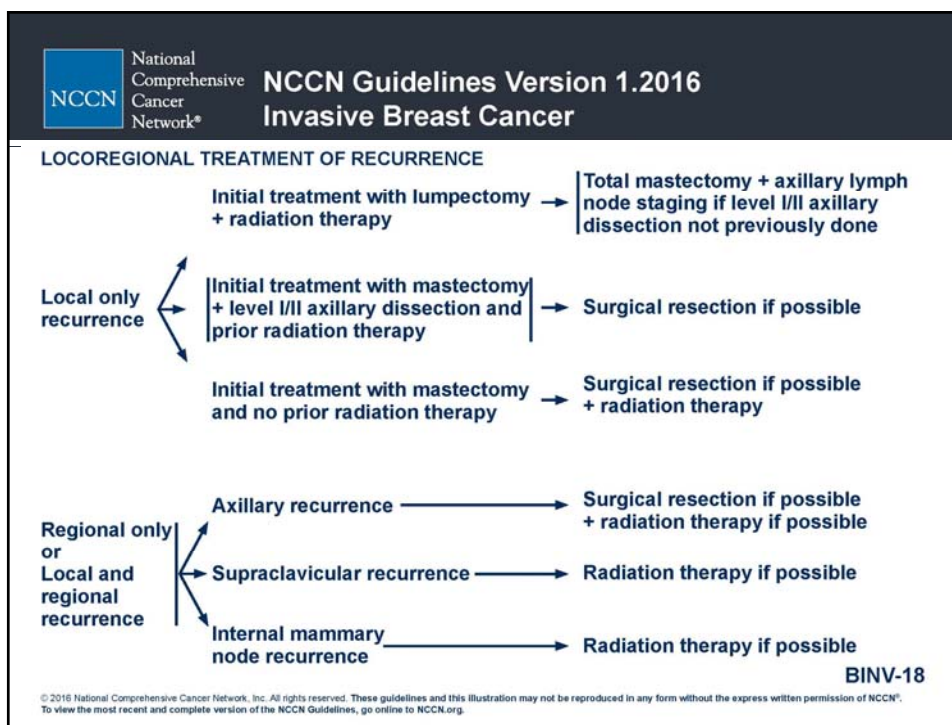 National
Comprehensive
NCCN Cancer
Network®
NCCN Guidelines Version 1.2016
Invasive Breast Cancer
LOCOREGIONAL TREATMENT OF RECURRENCE
Local only
recurrence
Initial treatment with lumpectomy
+ radiation therapy
Total mastectomy + axillary lymph
node staging if level I/II axillary
dissection not previously done
Initial treatment with mastectomy
+ level I/II axillary dissection and
prior radiation therapy
Surgical resection if possible
Initial treatment with mastectomy
and no prior radiation therapy
Surgical resection if possible
+ radiation therapy
Regional only
or
Local and
regional
recurrence
Axillary recurrence
Surgical resection if possible
+ radiation therapy if possible
Supraclavicular recurrence
Radiation therapy if possible
Internal mammary
node recurrence
Radiation therapy if possible
BINV-18
© 2016 National Comprehensive Cancer Network, Inc. All rights reserved. These guidelines and this illustration may not be reproduced in any form without the express written permission of NCCN®.
To view the most recent and complete version of the NCCN Guidelines, go online to NCCN.org.